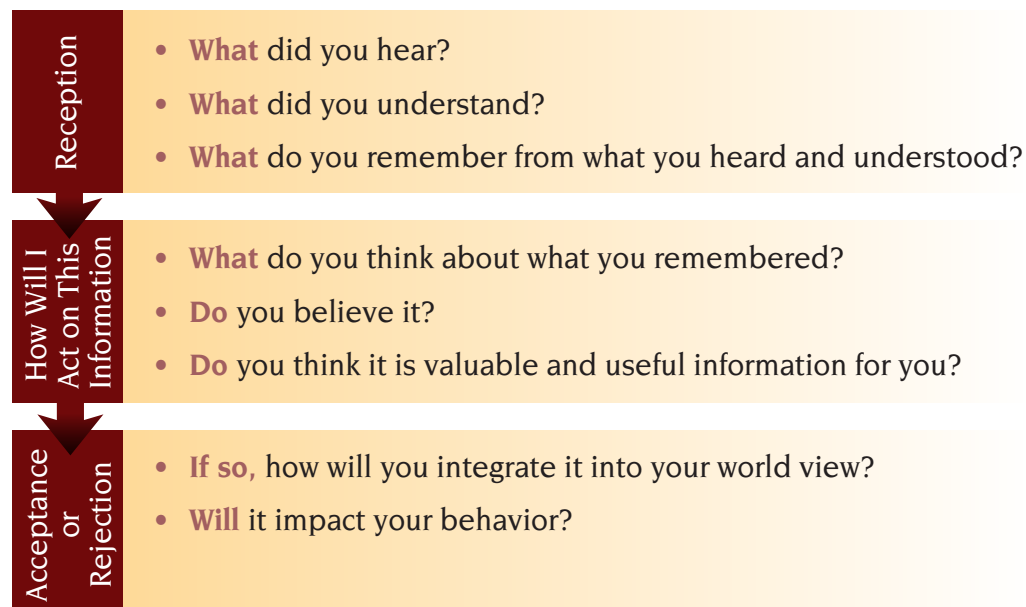 Reception
• What did you hear?
• What did you understand?
• What do you remember from what you heard and understood?
How Will I
Act on This
Information
• What do you think about what you remembered?
• Do you believe it?
• Do you think it is valuable and useful information for you?
Acceptance
or
Rejection
• If so, how will you integrate it into your world view?
• Will it impact your behavior?